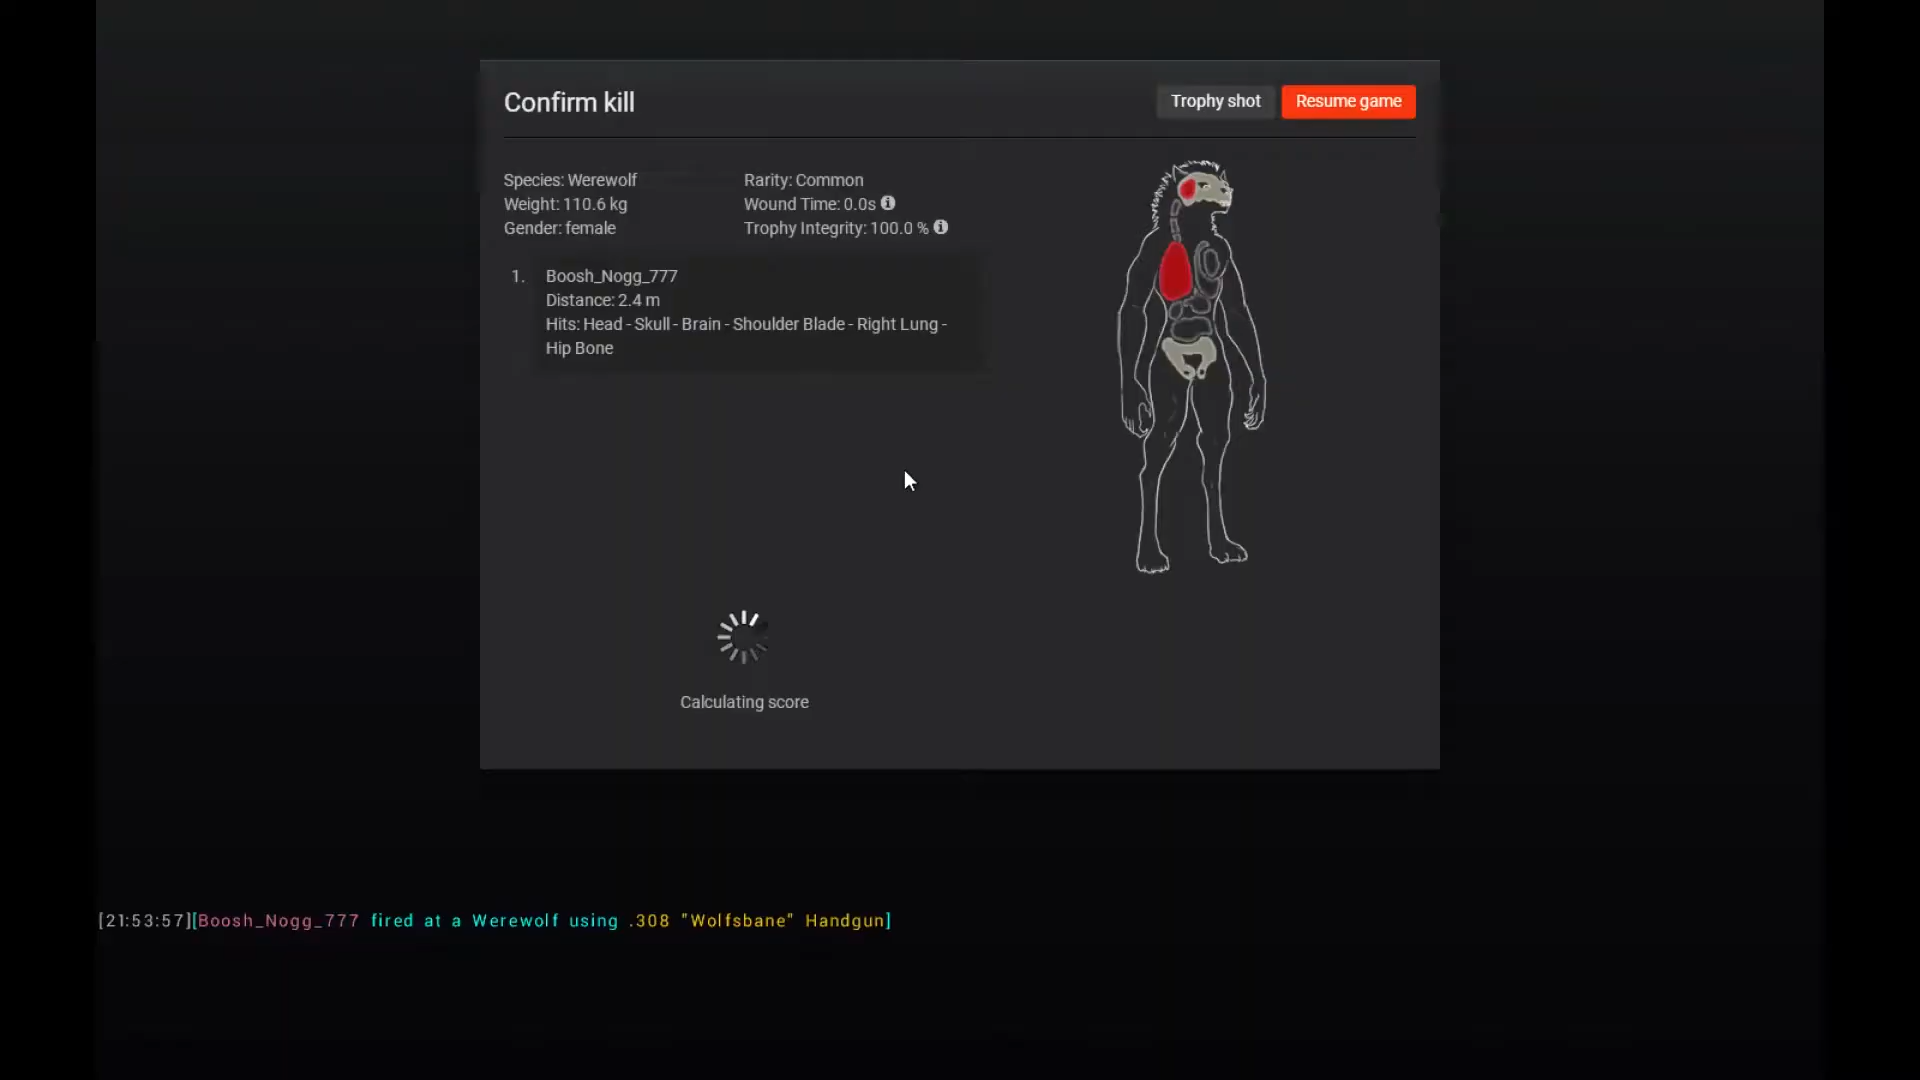 Confirm kill
Trophy shot
Resume game
Species: Werewolf
Weight: 110.6 kg
Gender: female
Rarity: Common
Wound Time: 0.0s
Trophy Integrity: 100.0 %
1. Boosh_Nogg_777
Distance: 2.4 m
Hits: Head - Skull - Brain - Shoulder Blade - Right Lung -
Hip Bone
Calculating score
[21:53:57][Boosh_Nogg_777 fired at a Werewolf using .308 "Wolfsbane" Handgun]